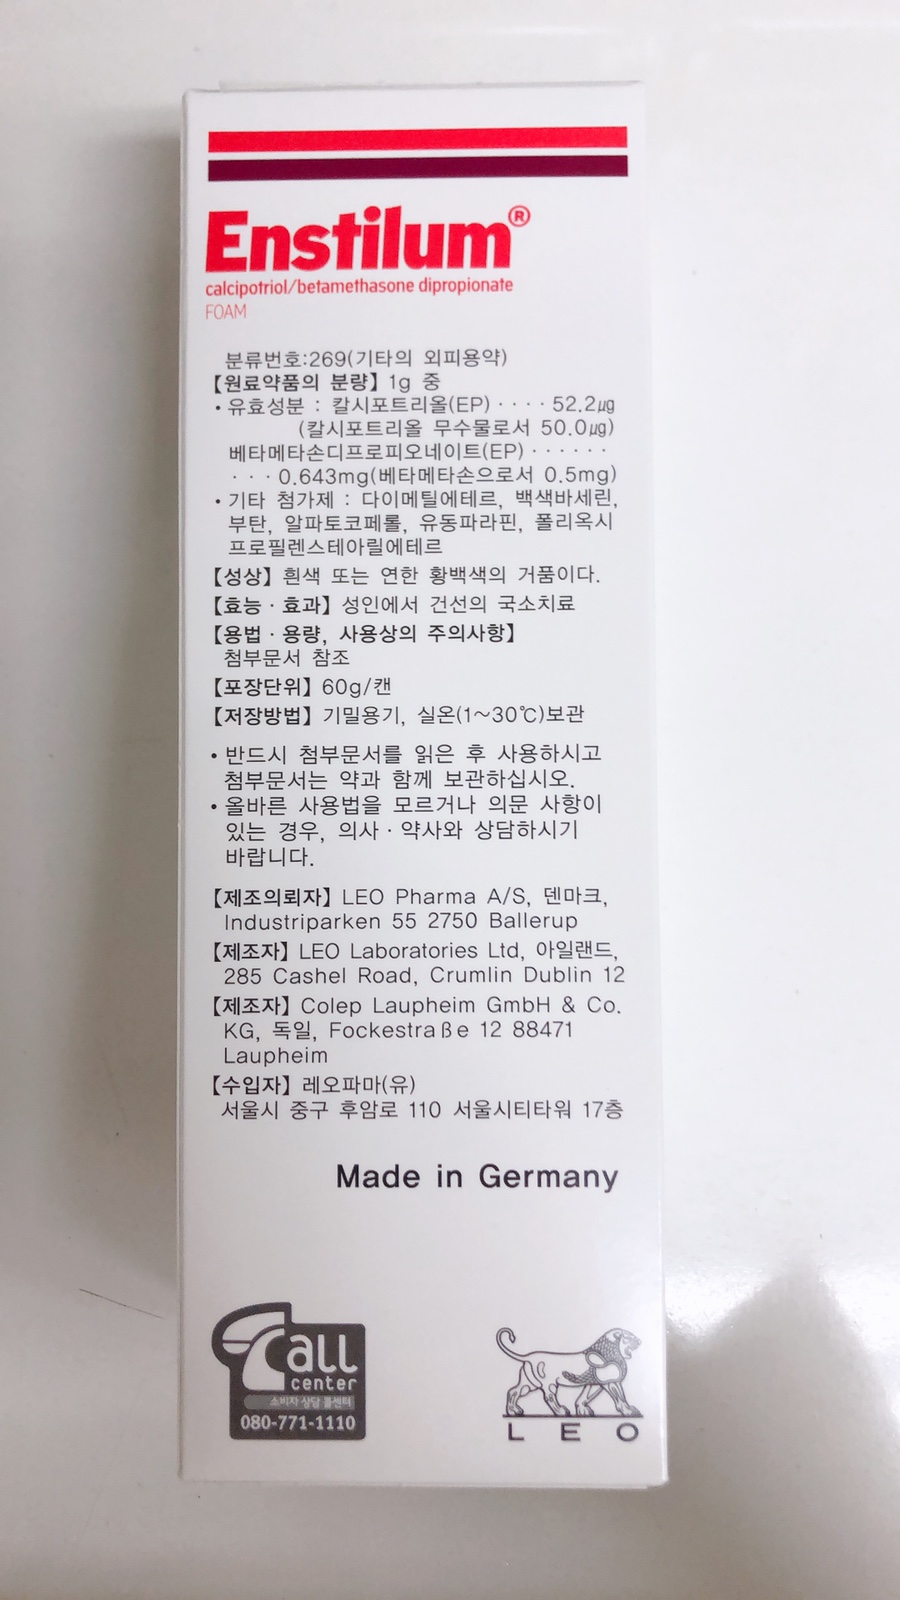 Enstilum®
calcipotriol/betamethasone dipropionate
FOAM
분류번호:269(기타의 외피용약)
【원료약품의 분량】 1g 중
• 유효성분 : 칼시포트리올(EP) ···· 52.2㎍
(칼시포트리올 무수물로서 50.0㎍)
베타메타손디프로피오네이트(EP) ······
··· 0.643mg(베타메타손으로서 0.5mg)
• 기타 첨가제 : 다이메틸에테르, 백색바세린,
부탄, 알파토코페롤, 유동파라핀, 폴리옥시
프로필렌스테아릴에테르
【성상】 흰색 또는 연한 황백색의 거품이다.
【효능·효과】 성인에서 건선의 국소치료
【용법·용량, 사용상의 주의사항】
첨부문서 참조
【포장단위】 60g/캔
【저장방법】 기밀용기, 실온(1~30℃)보관
• 반드시 첨부문서를 읽은 후 사용하시고
첨부문서는 약과 함께 보관하십시오.
• 올바른 사용법을 모르거나 의문 사항이
있는 경우, 의사·약사와 상담하시기
바랍니다.
【제조의뢰자】 LEO Pharma A/S, 덴마크,
Industriparken 55 2750 Ballerup
【제조자】 LEO Laboratories Ltd, 아일랜드,
285 Cashel Road, Crumlin Dublin 12
【제조자】 Colep Laupheim GmbH & Co.
KG, 독일, Fockestraße 12 88471
Laupheim
【수입자】 레오파마(유)
서울시 중구 후암로 110 서울시티타워 17층
Made in Germany
Call
center
소비자 상담 콜센터
080-771-1110
LEO